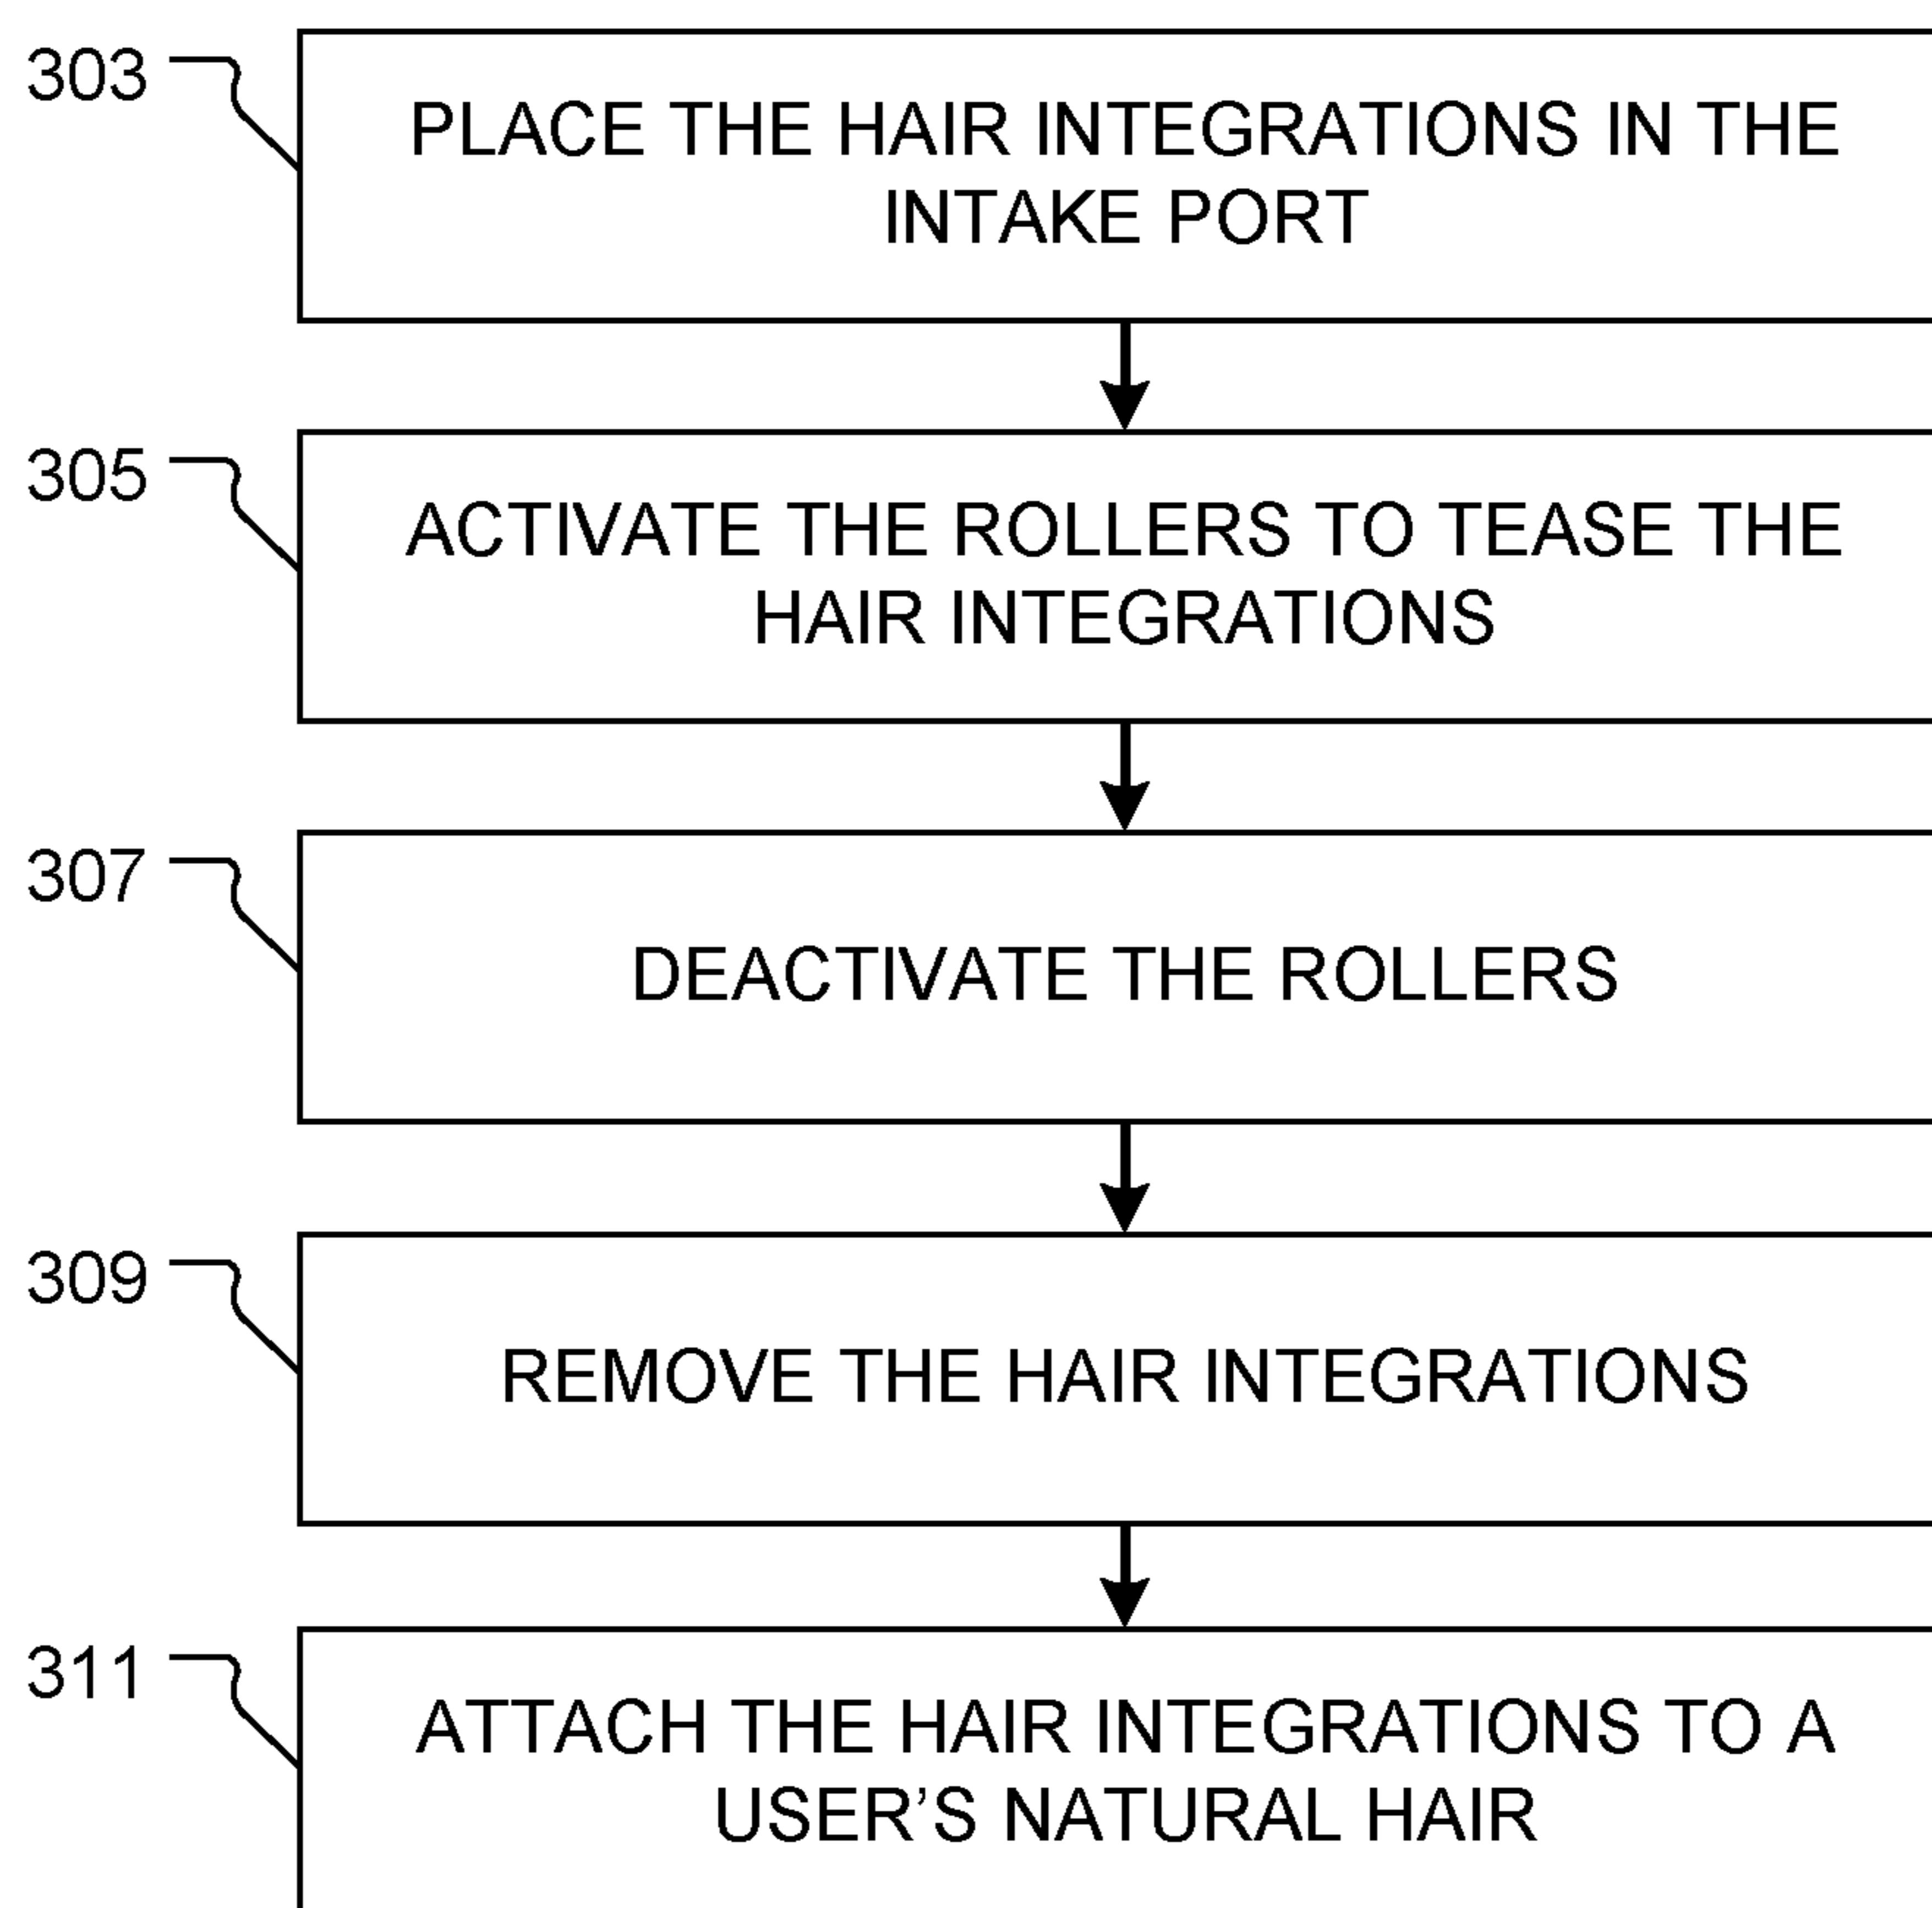 303
PLACE THE HAIR INTEGRATIONS IN THE
INTAKE PORT
305
ACTIVATE THE ROLLERS TO TEASE THE
HAIR INTEGRATIONS
307
DEACTIVATE THE ROLLERS
309
REMOVE THE HAIR INTEGRATIONS
311
ATTACH THE HAIR INTEGRATIONS TO A
USER’S NATURAL HAIR